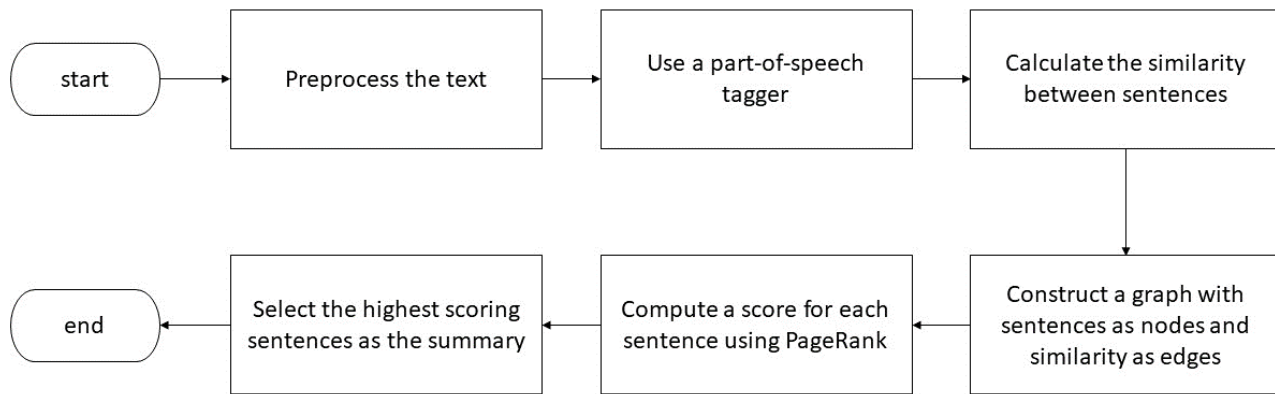 start
Preprocess the text
Use a part-of-speech
tagger
Calculate the similarity
between sentences
Construct a graph with
sentences as nodes and
similarity as edges
Compute a score for each
sentence using PageRank
Select the highest scoring
sentences as the summary
end